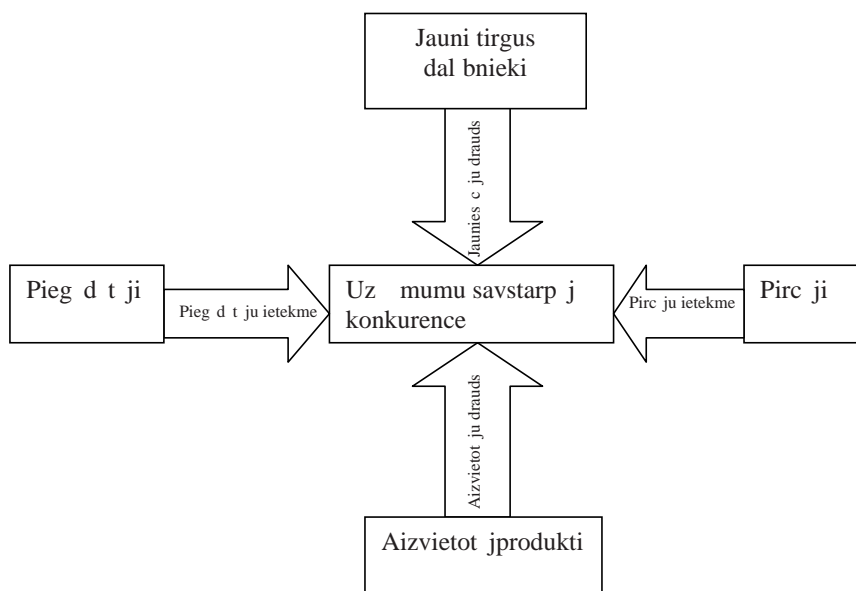 Jauni tirgus
dal bnieki
Jaunies c ju drauds
Pieg d t ji
Pieg d t ju ietekme
Uz mumu savstarp j
konkurence
Pirc ju ietekme
Pirc ji
Aizvietot ju drauds
Aizvietot jprodukti